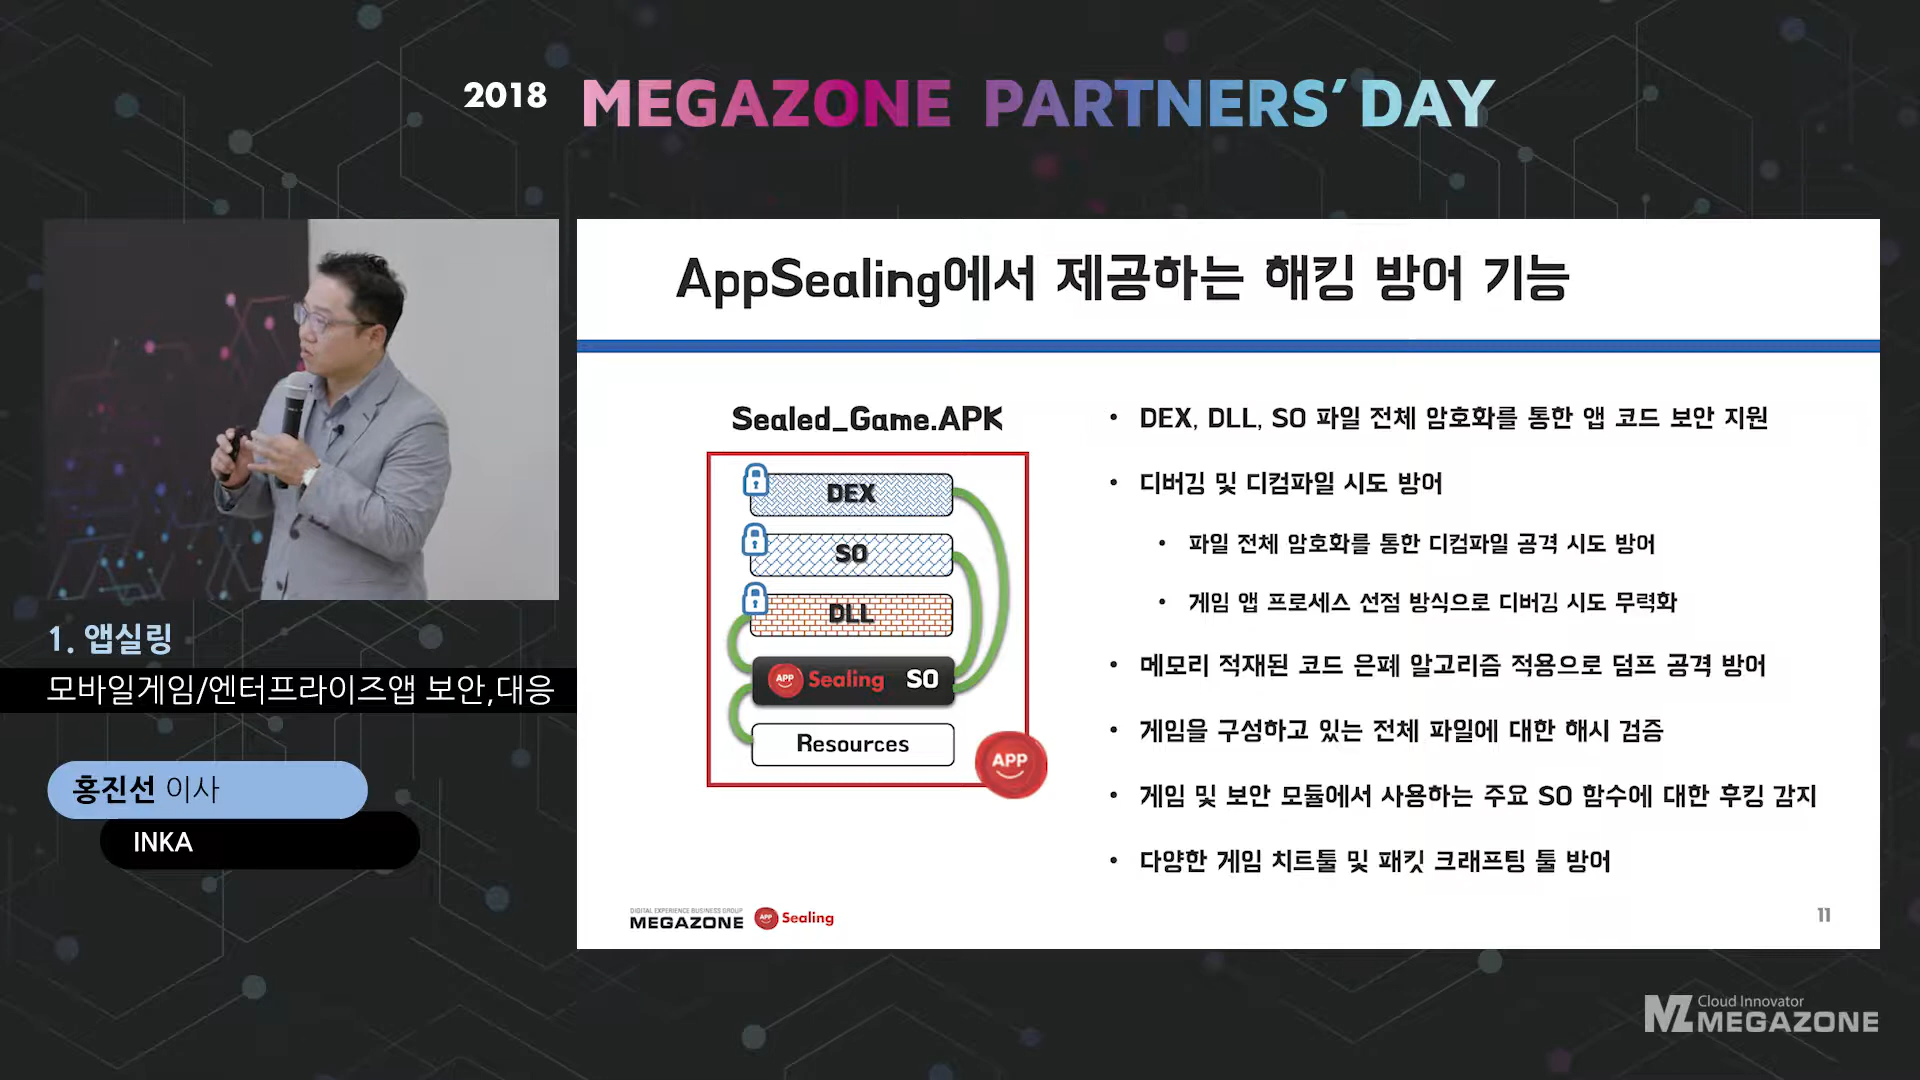 2018 MEGAZONE PARTNERS' DAY
AppSealing에서 제공하는 해킹 방어 기능
Sealed_Game.APK
DEX
SO
DLL
APP Sealing SO
Resources
APP
• DEX, DLL, SO 파일 전체 암호화를 통한 앱 코드 보안 지원
• 디버깅 및 디컴파일 시도 방어
• 파일 전체 암호화를 통한 디컴파일 공격 시도 방어
• 게임 앱 프로세스 선점 방식으로 디버깅 시도 무력화
• 메모리 적재된 코드 은폐 알고리즘 적용으로 덤프 공격 방어
• 게임을 구성하고 있는 전체 파일에 대한 해시 검증
• 게임 및 보안 모듈에서 사용하는 주요 SO 함수에 대한 후킹 감지
• 다양한 게임 치트툴 및 패킷 크래프팅 툴 방어
DIGITAL EXPERIENCE BUSINESS GROUP
MEGAZONE APP Sealing
11
1. 앱실링
모바일게임/엔터프라이즈앱 보안,대응
홍진선 이사
INKA
MZ Cloud Innovator
MEGAZONE